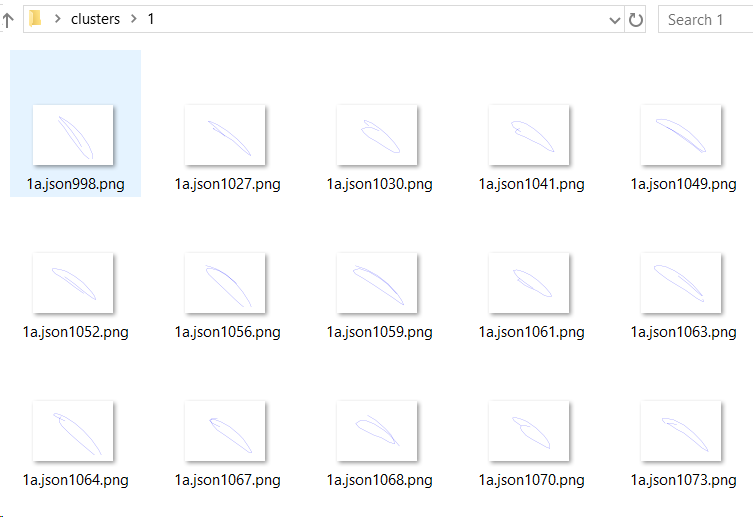 clusters 1 Search 1
1a.json998.png 1a.json1027.png 1a.json1030.png 1a.json1041.png 1a.json1049.png
1a.json1052.png 1a.json1056.png 1a.json1059.png 1a.json1061.png 1a.json1063.png
1a.json1064.png 1a.json1067.png 1a.json1068.png 1a.json1070.png 1a.json1073.png